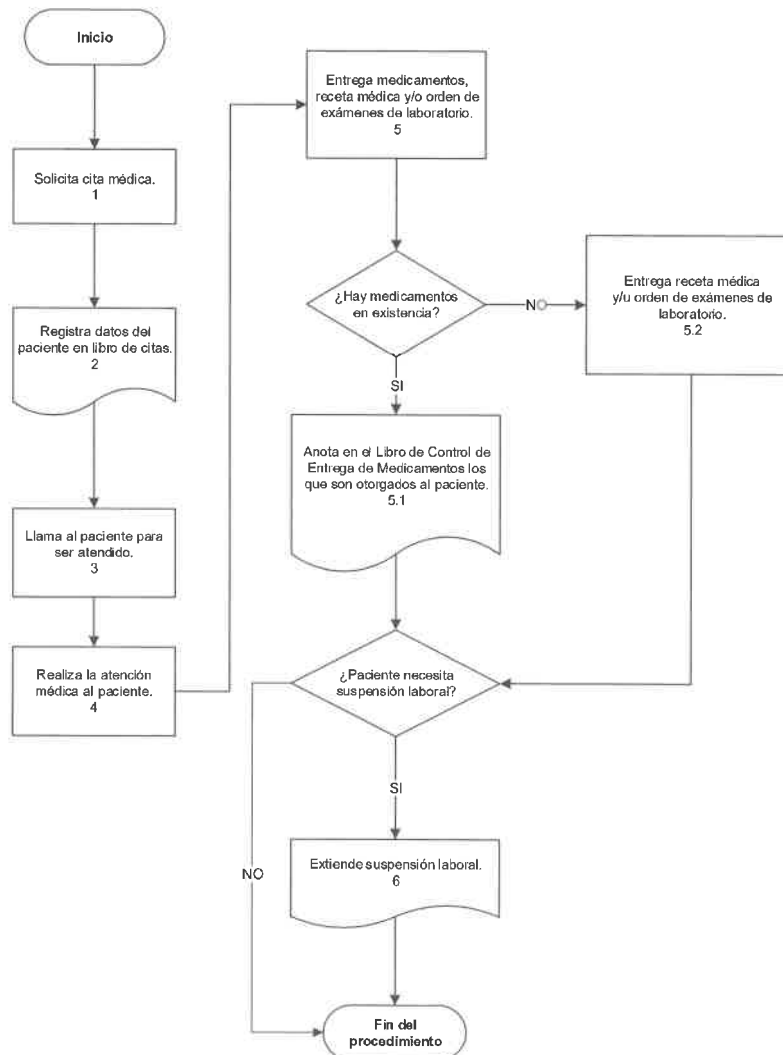 Inicio
Solicita cita médica.
1
Registra datos del
paciente en libro de citas.
2
Llama al paciente para
ser atendido.
3
Realiza la atención
médica al paciente.
4
Entrega medicamentos,
receta médica y/o orden de
exámenes de laboratorio.
5
¿Hay medicamentos
en existencia?
NO
Entrega receta médica
y/u orden de exámenes de
laboratorio.
5.2
SI
Anota en el Libro de Control de
Entrega de Medicamentos los
que son otorgados al paciente.
5.1
¿Paciente necesita
suspensión laboral?
SI
NO
Extiende suspensión laboral.
6
Fin del
procedimiento